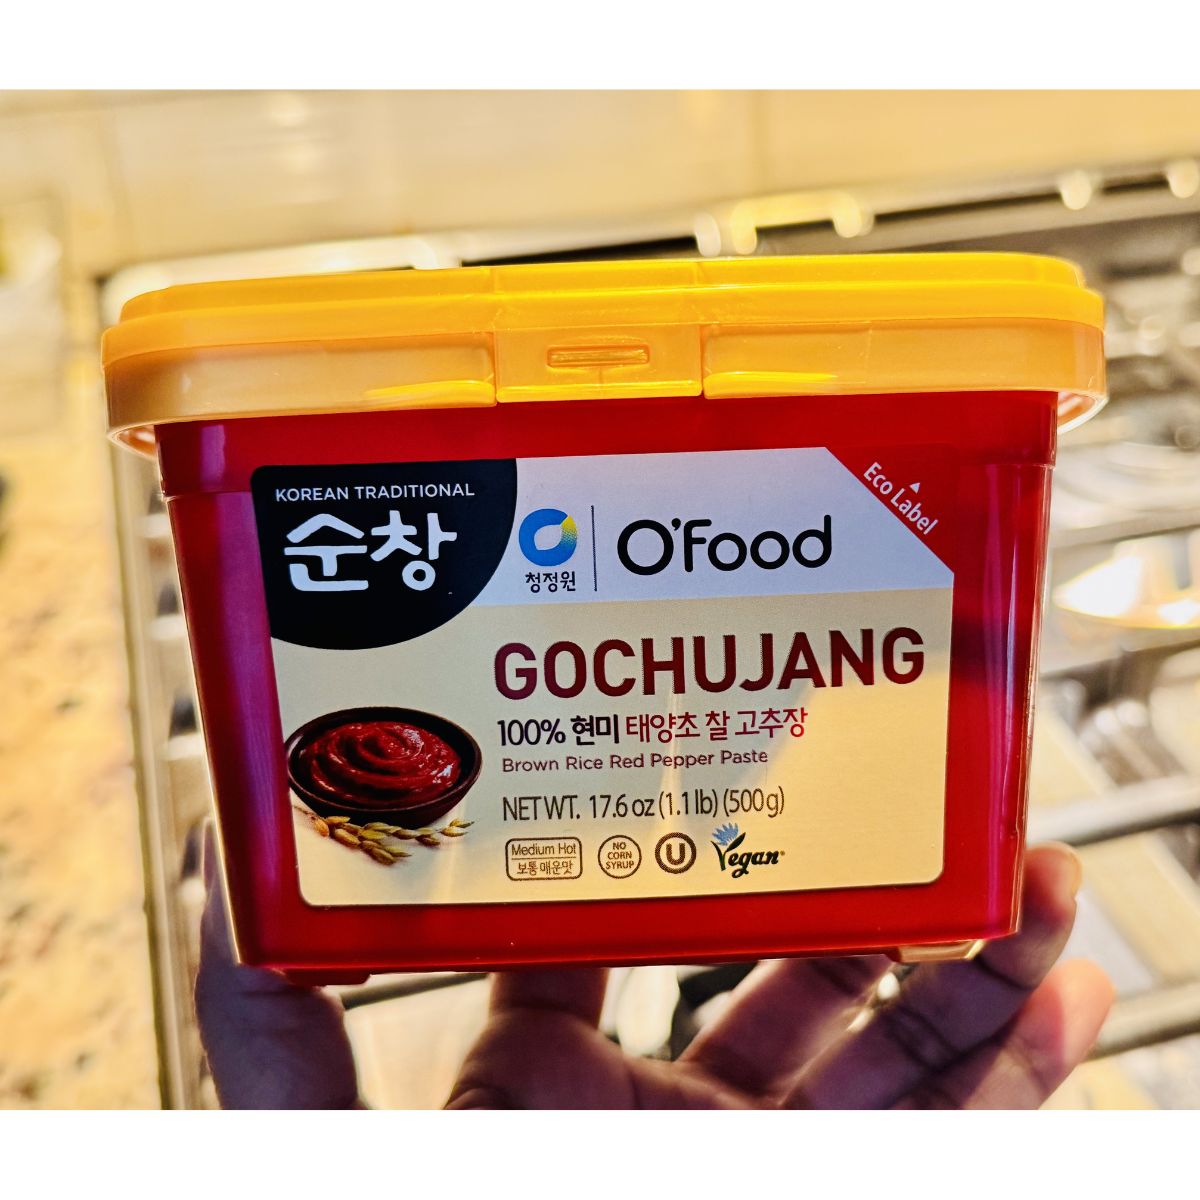 KOREAN TRADITIONAL
순창
청정원
O'Food
Eco Label
GOCHUJANG
100% 현미 태양초 찰 고추장
Brown Rice Red Pepper Paste
NET WT. 17.6 oz (1.1 lb) (500g)
Medium Hot
보통 매운맛
NO
CORN
SYRUP
U
Vegan